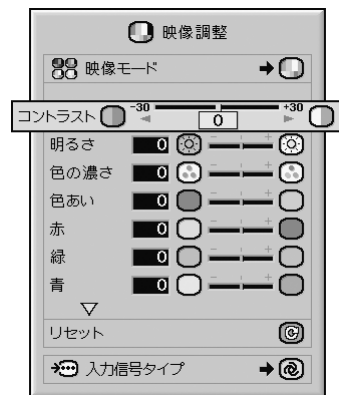 映像調整
映像モード
コントラスト -30 +30
0
明るさ 0 - +
色の濃さ 0 - +
色あい 0 - +
赤 0 - +
緑 0 - +
青 0 - +
リセット
入力信号タイプ